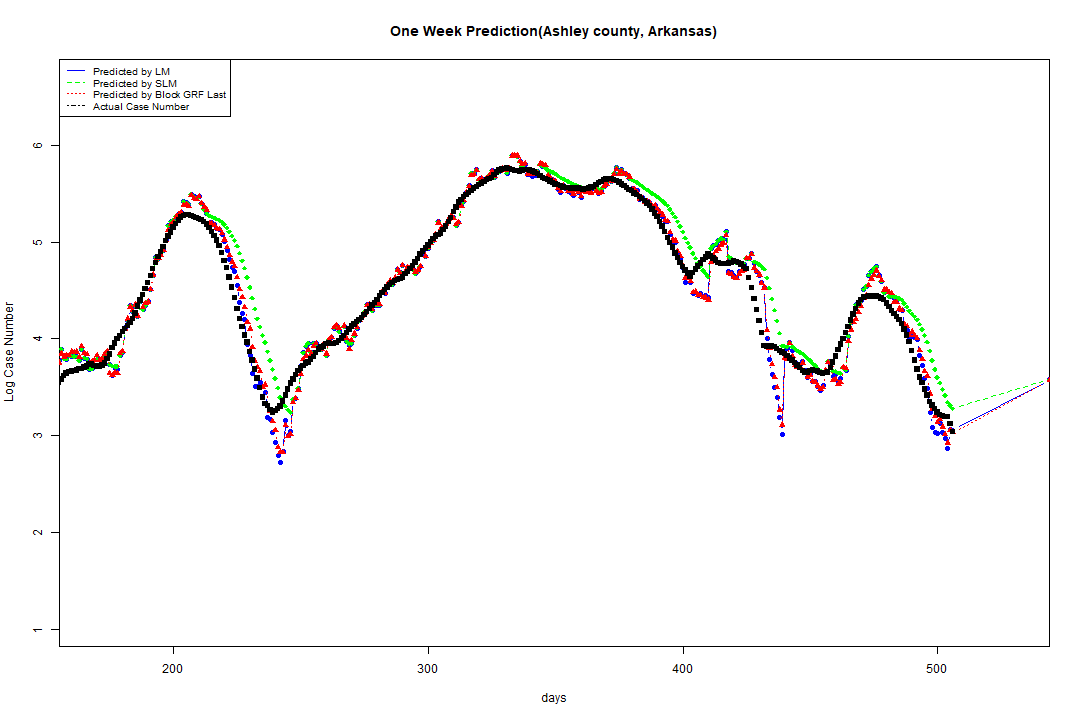 One Week Prediction(Ashley county, Arkansas)
Predicted by LM
Predicted by SLM
Predicted by Block GRF Last
Actual Case Number
6
5
4
3
2
1
Log Case Number
200 300 400 500
days